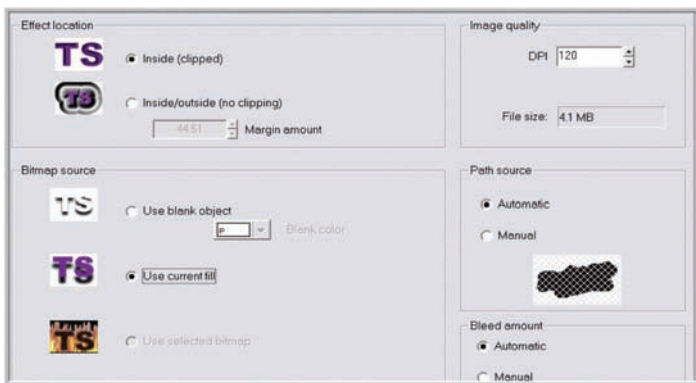 Effect location
TS
Inside (clipped)
TS
Inside/outside (no clipping)
44.51
Margin amount
Image quality
DPI
120
File size:
4.1 MB
Bitmap source
TS
Use blank object
Blank color
TS
Use current fill
TS
Use selected bitmap
Path source
Automatic
Manual
Bleed amount
Automatic
Manual